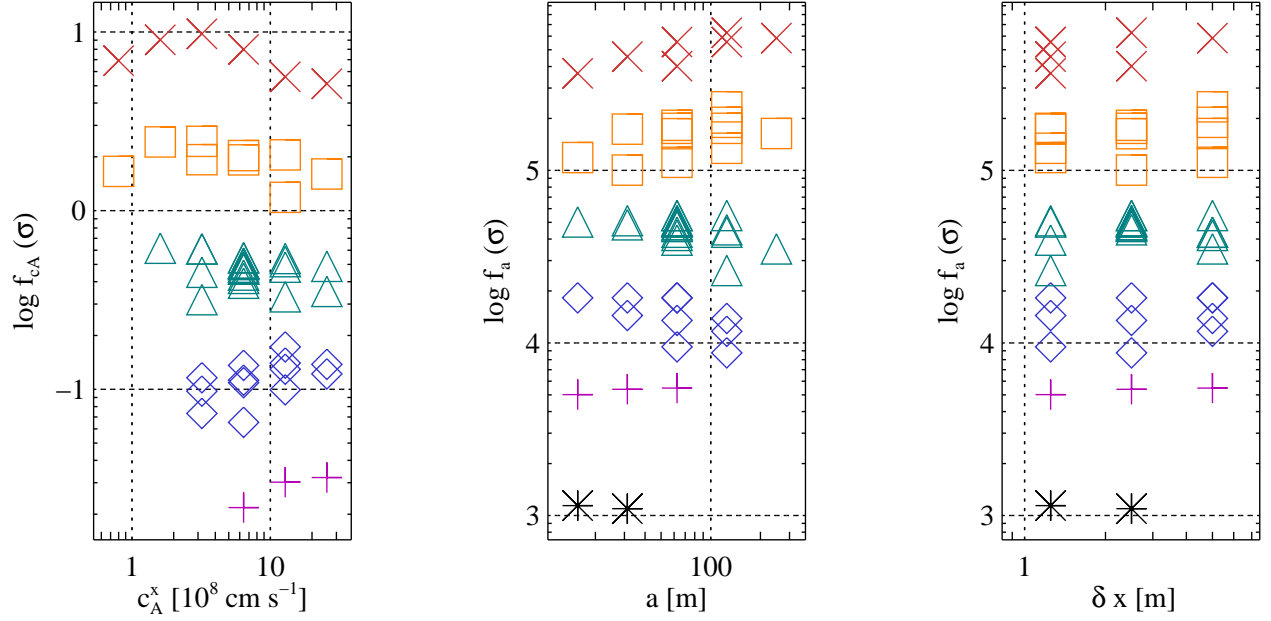 log f_cA (σ)
1
0
−1
1
10
c_A^x [10^8 cm s^−1]
log f_a (σ)
5
4
3
100
a [m]
log f_a (σ)
5
4
3
1
δ x [m]